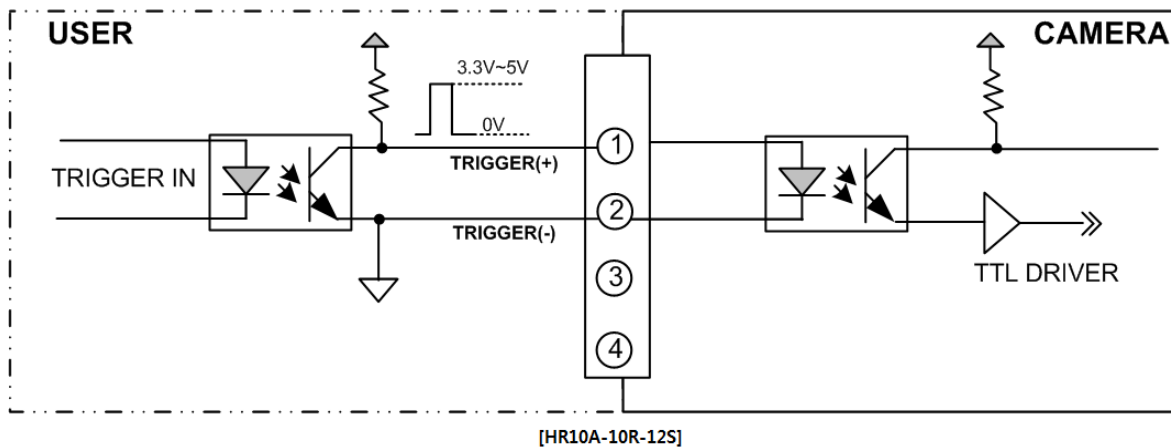 USER
CAMERA
3.3V~5V
0V
1
TRIGGER(+)
TRIGGER IN
2
TRIGGER(-)
3
TTL DRIVER
4
[HR10A-10R-12S]